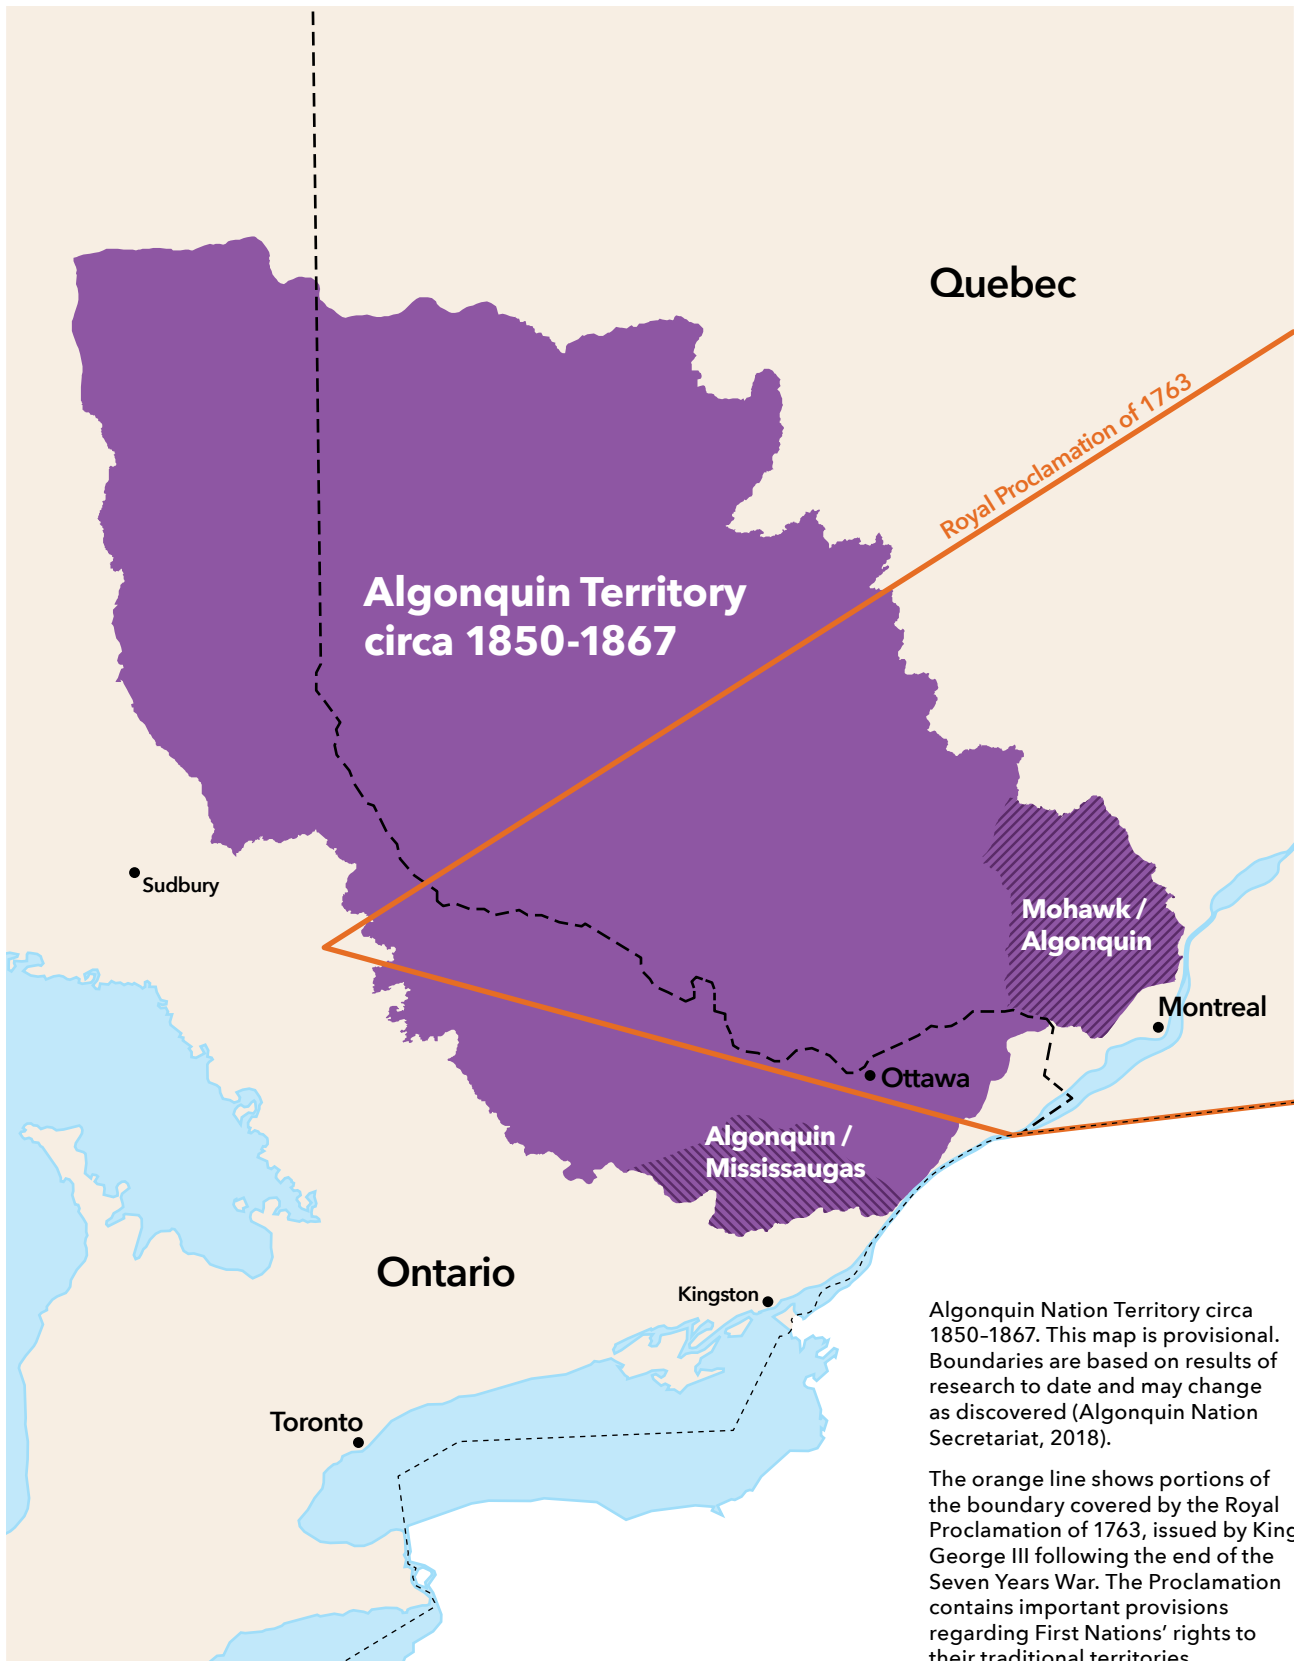 Quebec
Royal Proclamation of 1763
Algonquin Territory
circa 1850-1867
Sudbury
Mohawk /
Algonquin
Montreal
Ottawa
Algonquin /
Mississaugas
Ontario
Kingston
Toronto
Algonquin Nation Territory circa
1850–1867. This map is provisional.
Boundaries are based on results of
research to date and may change
as discovered (Algonquin Nation
Secretariat, 2018).
The orange line shows portions of
the boundary covered by the Royal
Proclamation of 1763, issued by King
George III following the end of the
Seven Years War. The Proclamation
contains important provisions
regarding First Nations’ rights to
their traditional territories